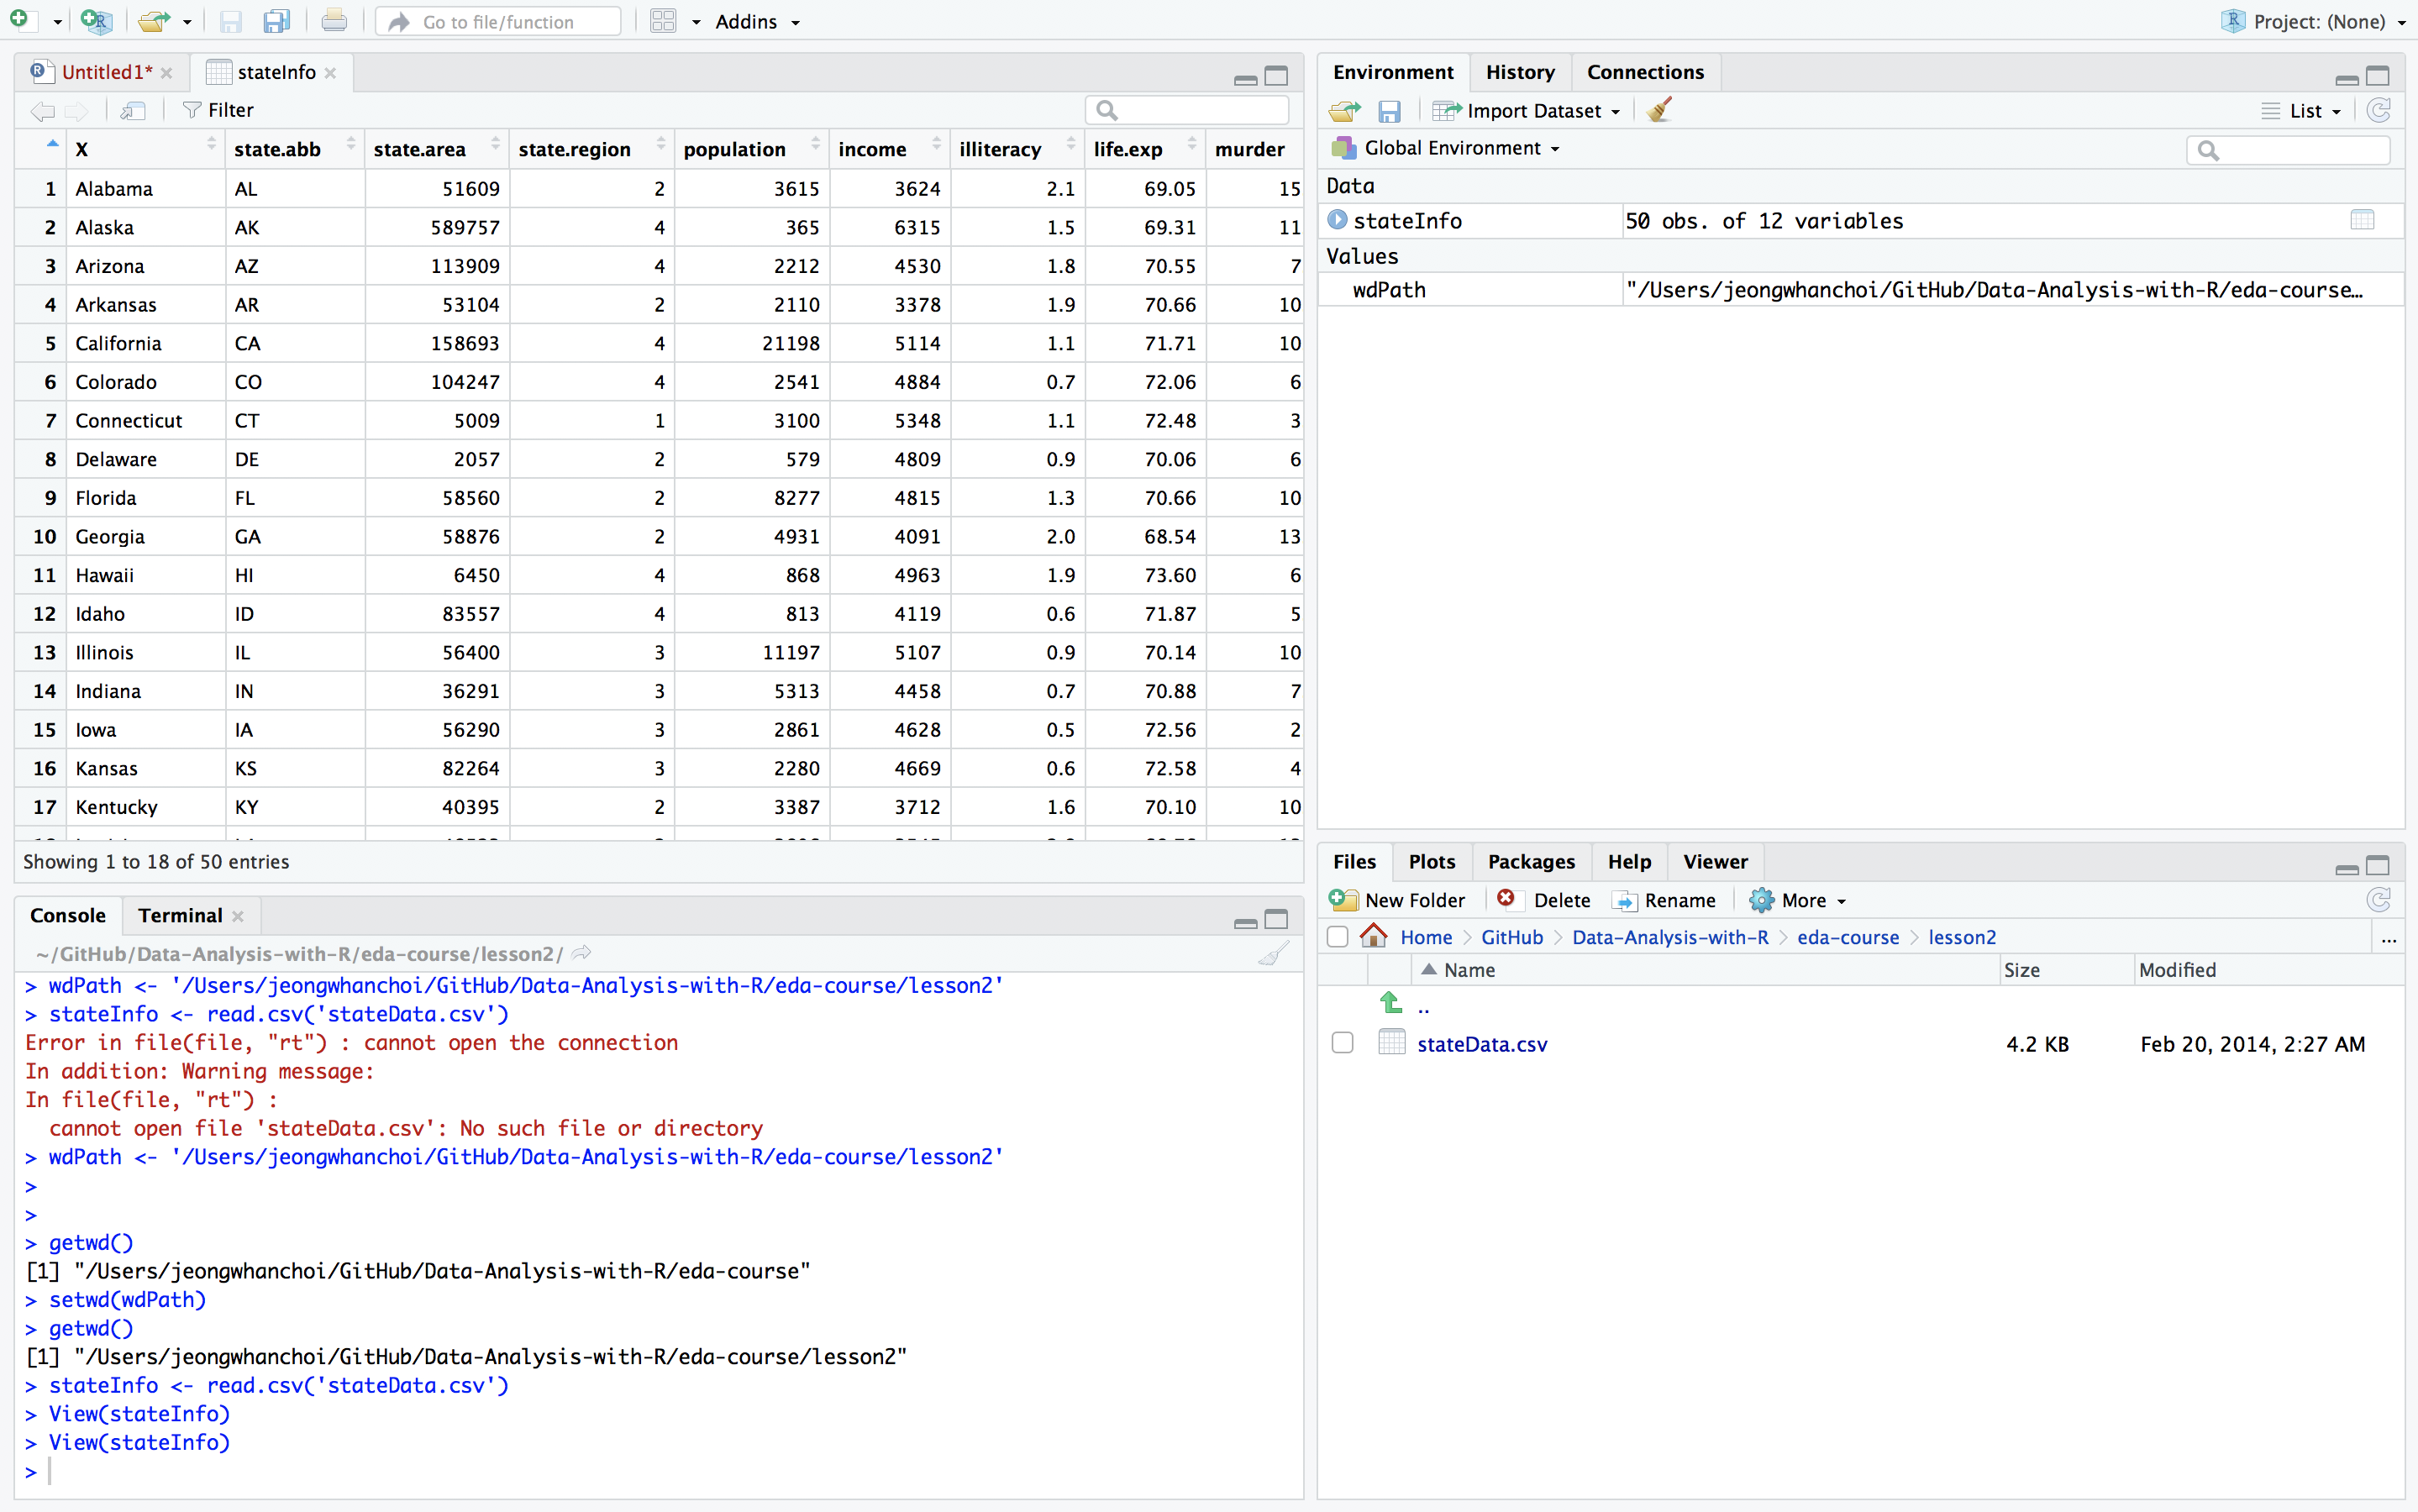 Go to file/function Addins Project: (None)
Untitled1* stateInfo
Filter
X state.abb state.area state.region population income illiteracy life.exp murder
1 Alabama AL 51609 2 3615 3624 2.1 69.05 15
2 Alaska AK 589757 4 365 6315 1.5 69.31 11
3 Arizona AZ 113909 4 2212 4530 1.8 70.55 7
4 Arkansas AR 53104 2 2110 3378 1.9 70.66 10
5 California CA 158693 4 21198 5114 1.1 71.71 10
6 Colorado CO 104247 4 2541 4884 0.7 72.06 6
7 Connecticut CT 5009 1 3100 5348 1.1 72.48 3
8 Delaware DE 2057 2 579 4809 0.9 70.06 6
9 Florida FL 58560 2 8277 4815 1.3 70.66 10
10 Georgia GA 58876 2 4931 4091 2.0 68.54 13
11 Hawaii HI 6450 4 868 4963 1.9 73.60 6
12 Idaho ID 83557 4 813 4119 0.6 71.87 5
13 Illinois IL 56400 3 11197 5107 0.9 70.14 10
14 Indiana IN 36291 3 5313 4458 0.7 70.88 7
15 Iowa IA 56290 3 2861 4628 0.5 72.56 2
16 Kansas KS 82264 3 2280 4669 0.6 72.58 4
17 Kentucky KY 40395 2 3387 3712 1.6 70.10 10
Showing 1 to 18 of 50 entries
Console Terminal
~/GitHub/Data-Analysis-with-R/eda-course/lesson2/
> wdPath <- '/Users/jeongwhanchoi/GitHub/Data-Analysis-with-R/eda-course/lesson2'
> stateInfo <- read.csv('stateData.csv')
Error in file(file, "rt") : cannot open the connection
In addition: Warning message:
In file(file, "rt") :
  cannot open file 'stateData.csv': No such file or directory
> wdPath <- '/Users/jeongwhanchoi/GitHub/Data-Analysis-with-R/eda-course/lesson2'
>
>
> getwd()
[1] "/Users/jeongwhanchoi/GitHub/Data-Analysis-with-R/eda-course"
> setwd(wdPath)
> getwd()
[1] "/Users/jeongwhanchoi/GitHub/Data-Analysis-with-R/eda-course/lesson2"
> stateInfo <- read.csv('stateData.csv')
> View(stateInfo)
> View(stateInfo)
>
Environment History Connections
Import Dataset List
Global Environment
Data
stateInfo 50 obs. of 12 variables
Values
wdPath "/Users/jeongwhanchoi/GitHub/Data-Analysis-with-R/eda-course…
Files Plots Packages Help Viewer
New Folder Delete Rename More
Home GitHub Data-Analysis-with-R eda-course lesson2 ...
Name Size Modified
..
stateData.csv 4.2 KB Feb 20, 2014, 2:27 AM